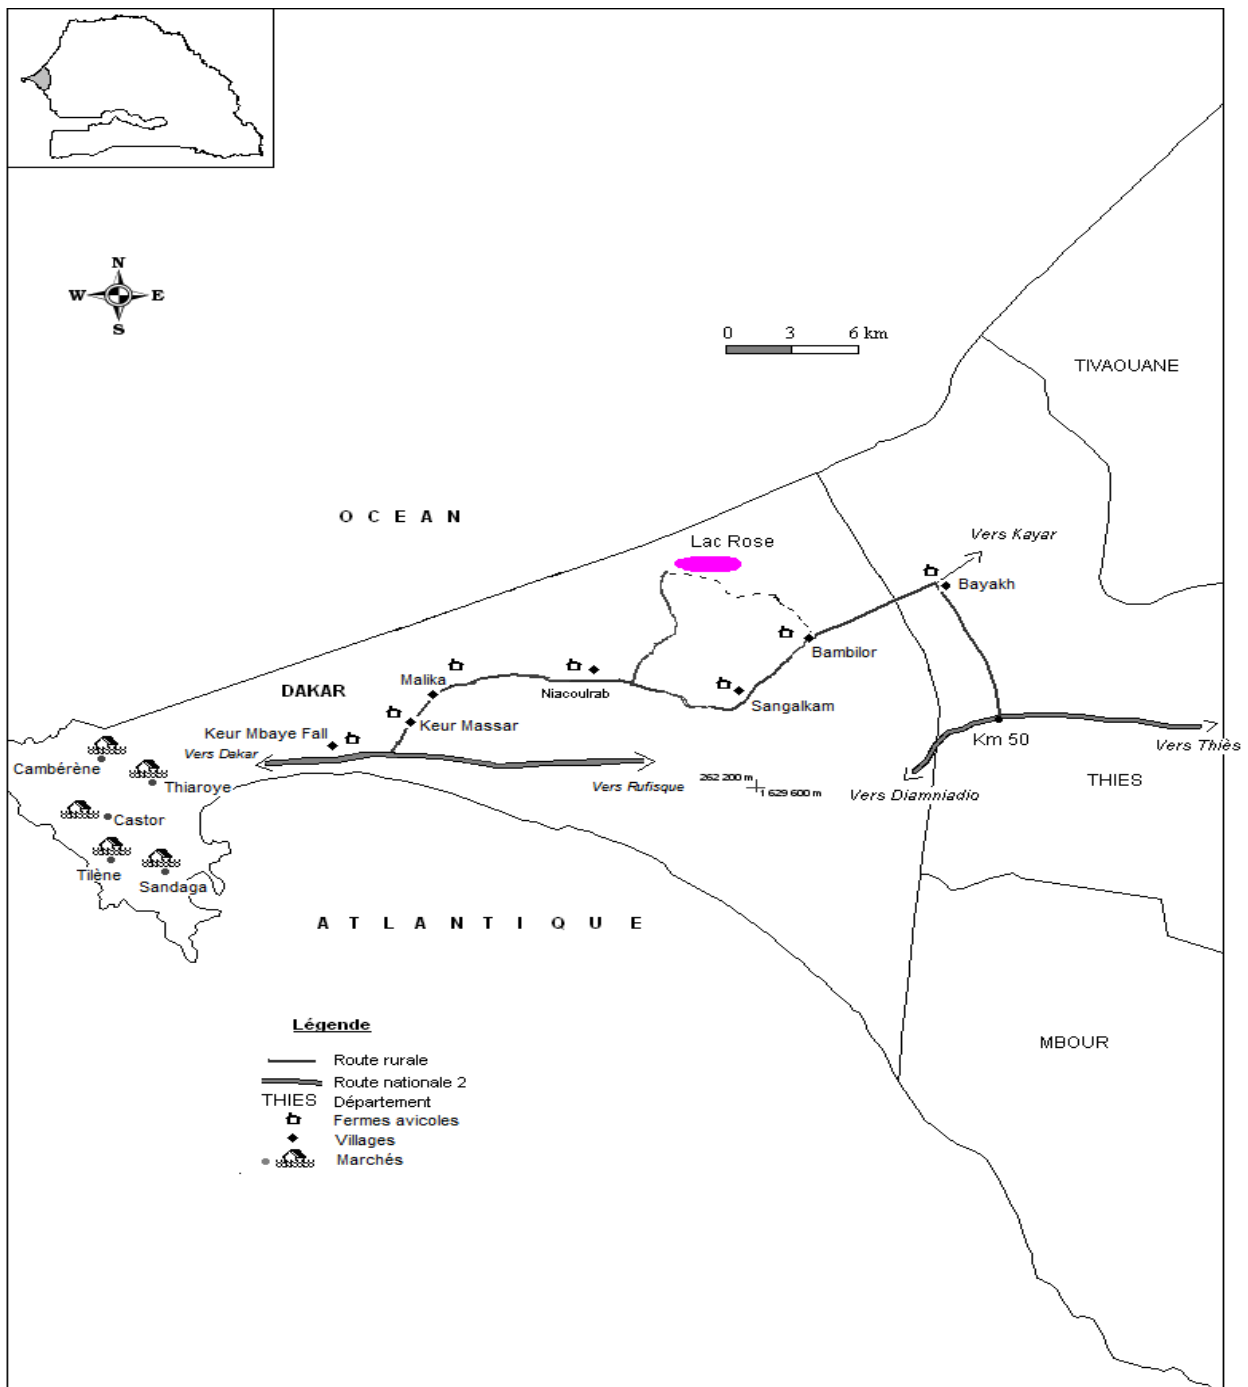 N
W E
S
0 3 6 km
TIVAOUANE
O C E A N
Lac Rose
Vers Kayar
Bayakh
Bambilor
Malika
DAKAR
Niacoulrab
Sangalkam
Keur Massar
Keur Mbaye Fall
Vers Dakar
Km 50
Vers Thiès
Cambérène
Thiaroye
Vers Rufisque
262 200 m
1 629 600 m
Vers Diamniadio
THIES
Castor
Tilène
Sandaga
A T L A N T I Q U E
Légende
Route rurale
Route nationale 2
THIES Département
Fermes avicoles
Villages
Marchés
MBOUR